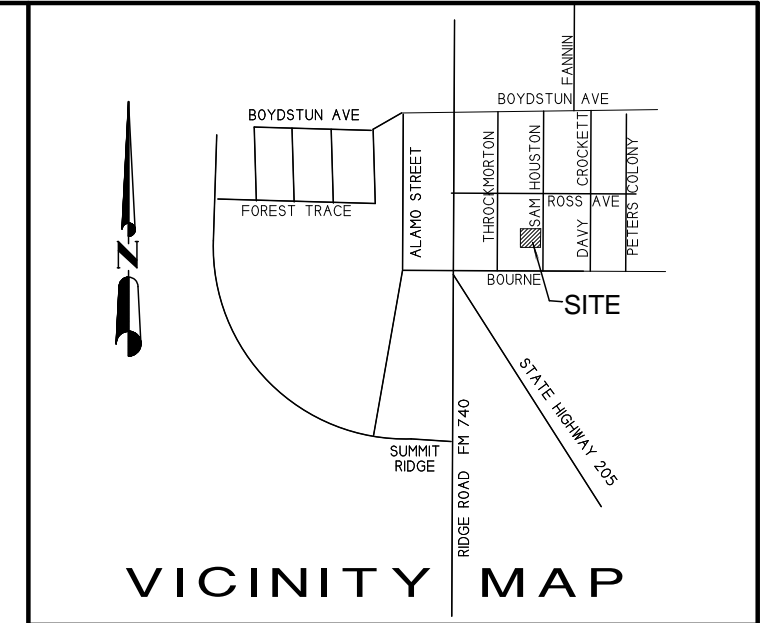 FANNIN
BOYDSTUN AVE
BOYDSTUN AVE
THROCKMORTON
SAM HOUSTON
DAVY CROCKETT
PETERS COLONY
ALAMO STREET
ROSS AVE
FOREST TRACE
N
BOURNE
SITE
STATE HIGHWAY 205
RIDGE ROAD FM 740
SUMMIT
RIDGE
VICINITY MAP